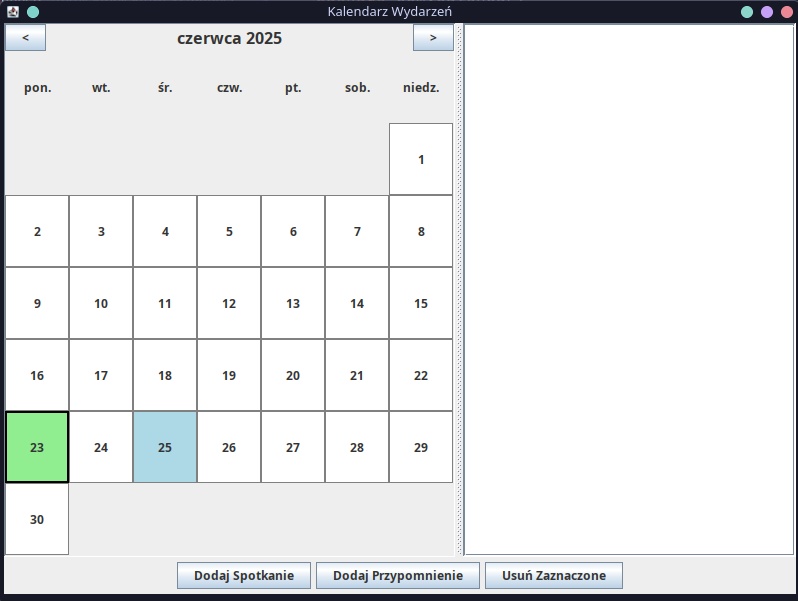 Kalendarz Wydarzeń
< czerwca 2025 >
pon. wt. śr. czw. pt. sob. niedz.
1
2 3 4 5 6 7 8
9 10 11 12 13 14 15
16 17 18 19 20 21 22
23 24 25 26 27 28 29
30
Dodaj Spotkanie Dodaj Przypomnienie Usuń Zaznaczone